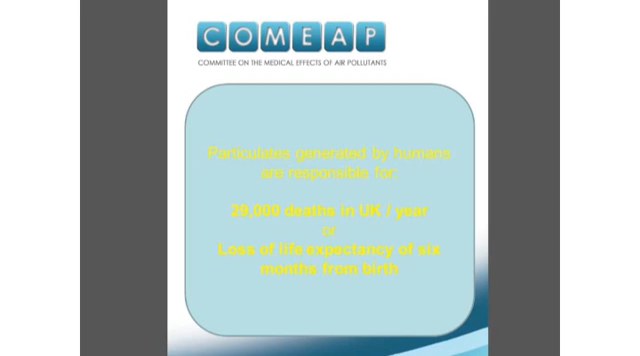 COMEAP
COMMITTEE ON THE MEDICAL EFFECTS OF AIR POLLUTANTS
Particulates generated by humans
are responsible for:
29,000 deaths in UK / year
or
Loss of life expectancy of six
months from birth